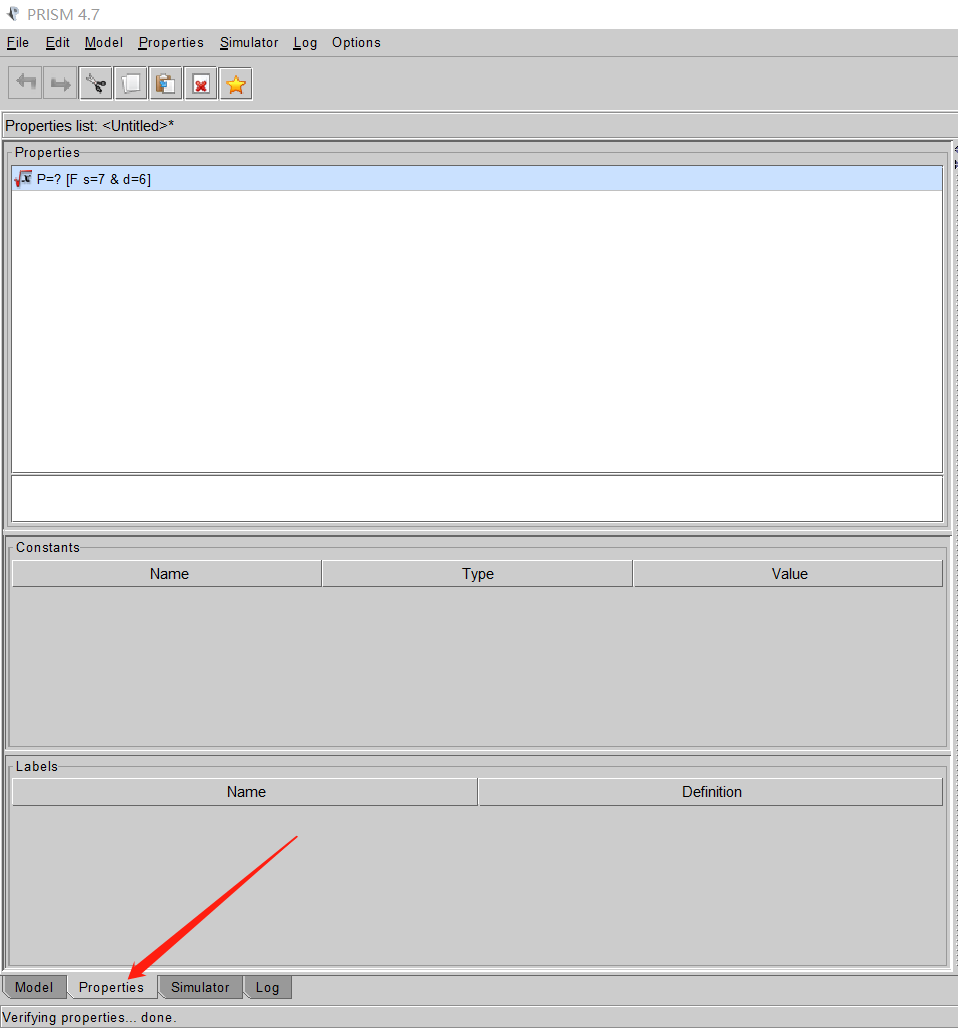 PRISM 4.7
File Edit Model Properties Simulator Log Options
Properties list: <Untitled>*
Properties
P=? [F s=7 & d=6]
Constants
Name Type Value
Labels
Name Definition
Model Properties Simulator Log
Verifying properties... done.